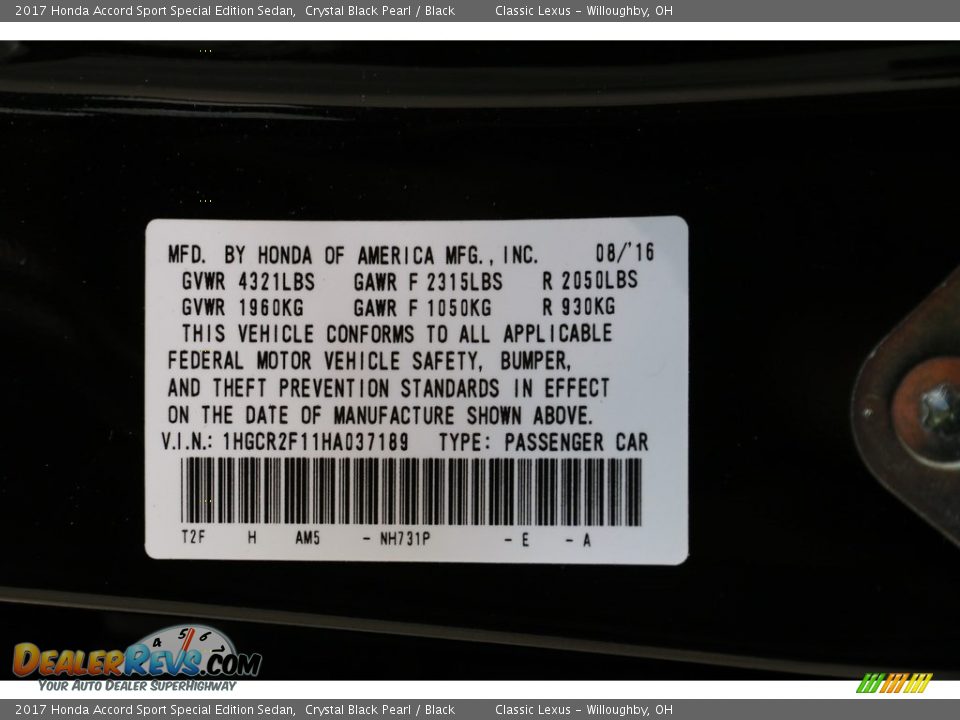 2017 Honda Accord Sport Special Edition Sedan, Crystal Black Pearl / Black Classic Lexus - Willoughby, OH
MFD. BY HONDA OF AMERICA MFG., INC. 08/'16
GVWR 4321LBS GAWR F 2315LBS R 2050LBS
GVWR 1960KG GAWR F 1050KG R 930KG
THIS VEHICLE CONFORMS TO ALL APPLICABLE
FEDERAL MOTOR VEHICLE SAFETY, BUMPER,
AND THEFT PREVENTION STANDARDS IN EFFECT
ON THE DATE OF MANUFACTURE SHOWN ABOVE.
V.I.N.: 1HGCR2F11HA037189 TYPE: PASSENGER CAR
T2F H AM5 - NH731P - E - A
4 5 6
DEALERREVS.COM
YOUR AUTO DEALER SUPERHIGHWAY
2017 Honda Accord Sport Special Edition Sedan, Crystal Black Pearl / Black Classic Lexus - Willoughby, OH